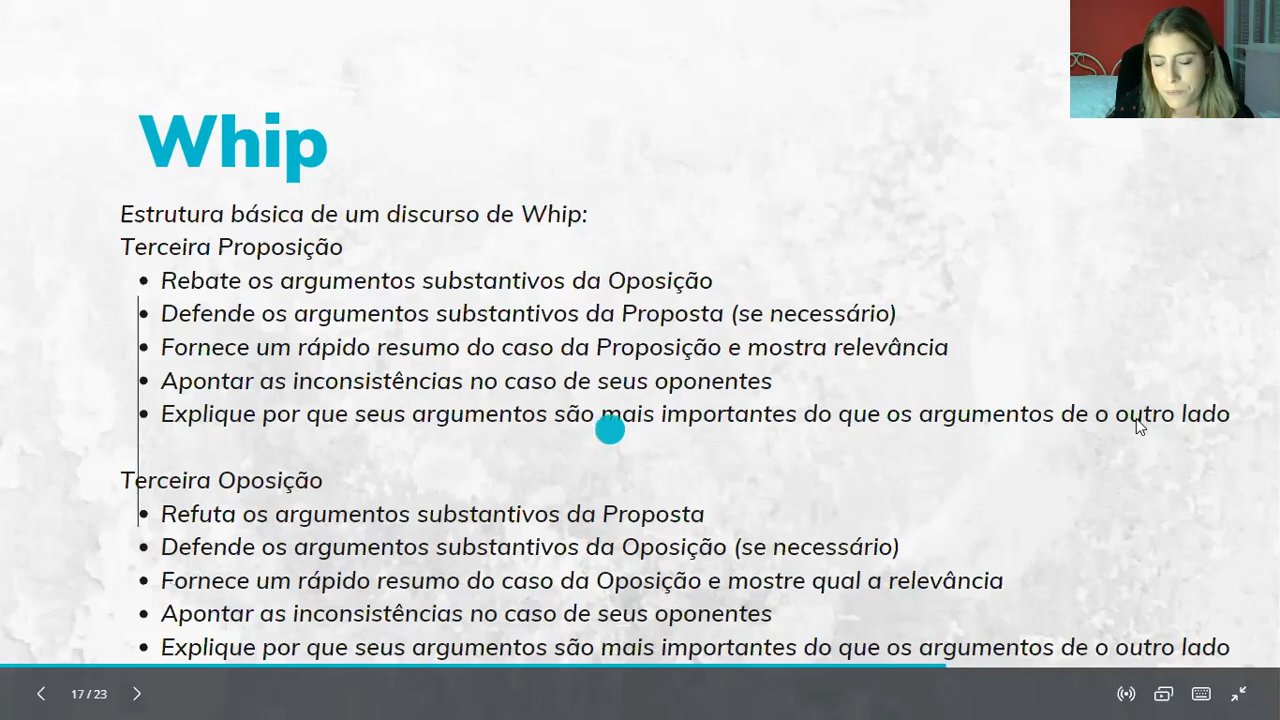 Whip
Estrutura básica de um discurso de Whip:
Terceira Proposição
• Rebate os argumentos substantivos da Oposição
• Defende os argumentos substantivos da Proposta (se necessário)
• Fornece um rápido resumo do caso da Proposição e mostra relevância
• Apontar as inconsistências no caso de seus oponentes
• Explique por que seus argumentos são mais importantes do que os argumentos de o outro lado
Terceira Oposição
• Refuta os argumentos substantivos da Proposta
• Defende os argumentos substantivos da Oposição (se necessário)
• Fornece um rápido resumo do caso da Oposição e mostre qual a relevância
• Apontar as inconsistências no caso de seus oponentes
• Explique por que seus argumentos são mais importantes do que os argumentos de o outro lado
17 / 23